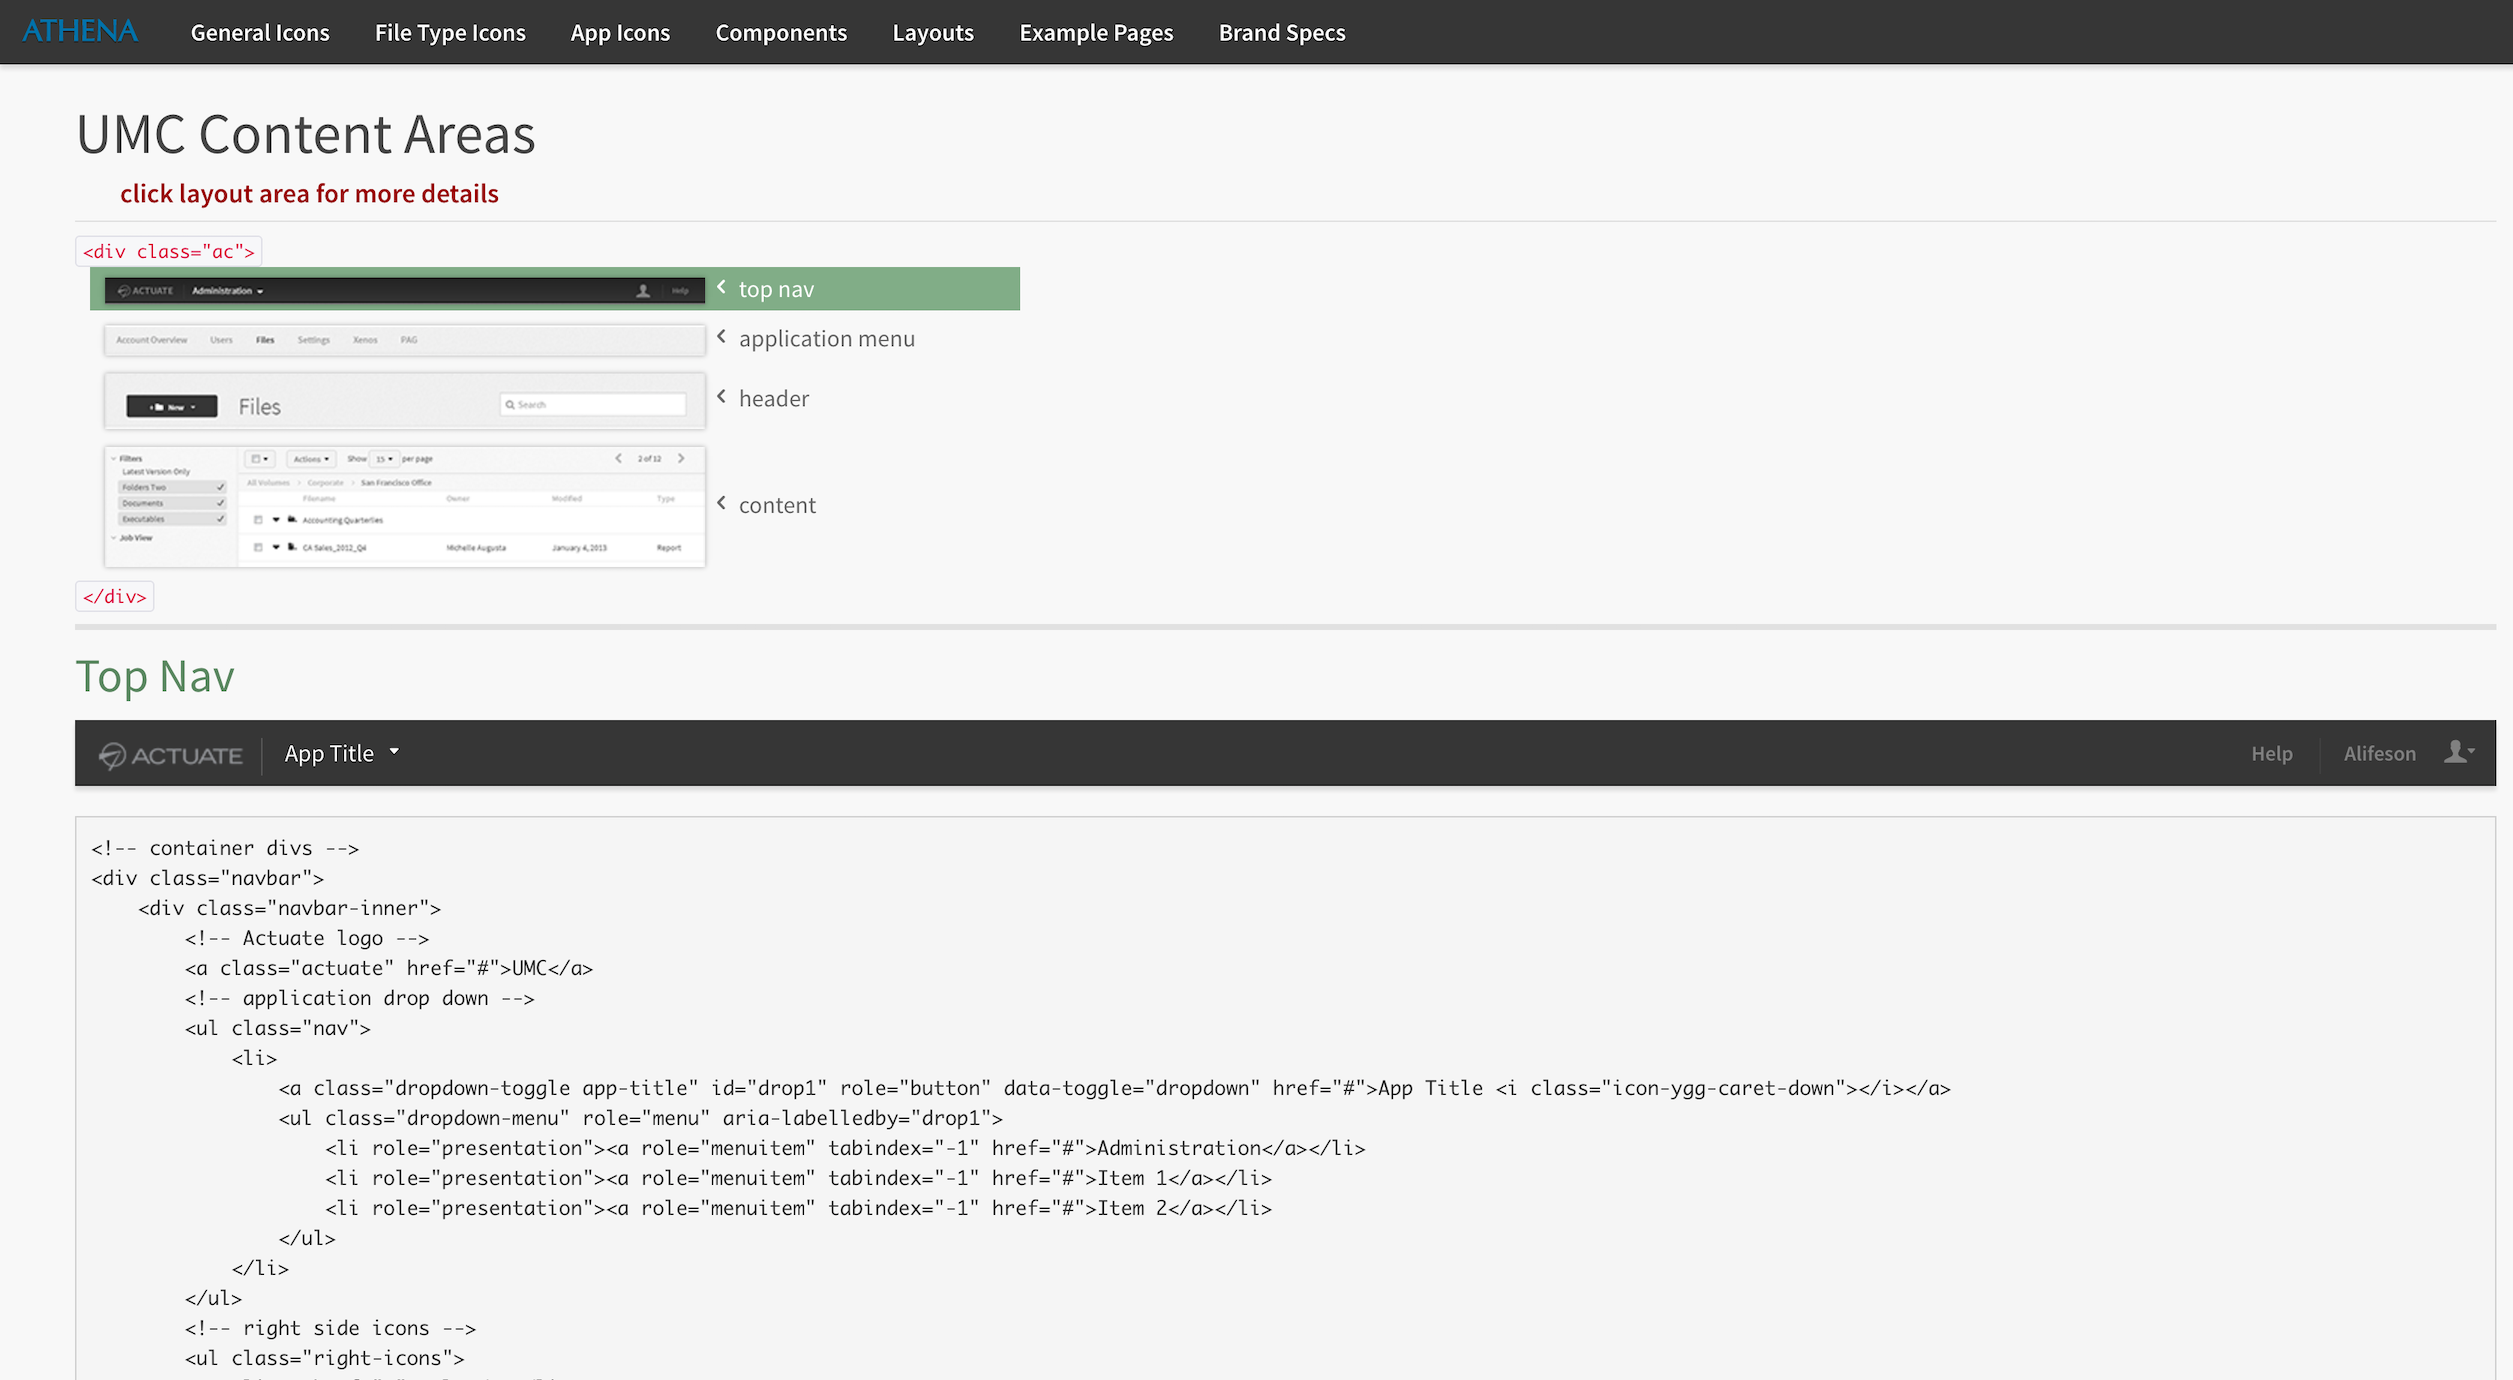 ATHENA General Icons File Type Icons App Icons Components Layouts Example Pages Brand Specs
UMC Content Areas
click layout area for more details
<div class="ac">
ACTUATE Administration Help
top nav
Account Overview Users Files Settings Xenos PAG
application menu
New Files Search
header
Filters Actions Show 15 per page 2 of 12
Latest Version Only
Folders Two All Volumes > Corporate > San Francisco Office
Filename Owner Modified Type
Documents
content
Executables Accounting Quarterlies
Job View
CA Sales_2012_Q4 Michelle Augusta January 4, 2013 Report
</div>
Top Nav
ACTUATE App Title Help Alifeson
<!-- container divs -->
<div class="navbar">
    <div class="navbar-inner">
        <!-- Actuate logo -->
        <a class="actuate" href="#">UMC</a>
        <!-- application drop down -->
        <ul class="nav">
            <li>
                <a class="dropdown-toggle app-title" id="drop1" role="button" data-toggle="dropdown" href="#">App Title <i class="icon-ygg-caret-down"></i></a>
                <ul class="dropdown-menu" role="menu" aria-labelledby="drop1">
                    <li role="presentation"><a role="menuitem" tabindex="-1" href="#">Administration</a></li>
                    <li role="presentation"><a role="menuitem" tabindex="-1" href="#">Item 1</a></li>
                    <li role="presentation"><a role="menuitem" tabindex="-1" href="#">Item 2</a></li>
                </ul>
            </li>
        </ul>
        <!-- right side icons -->
        <ul class="right-icons">